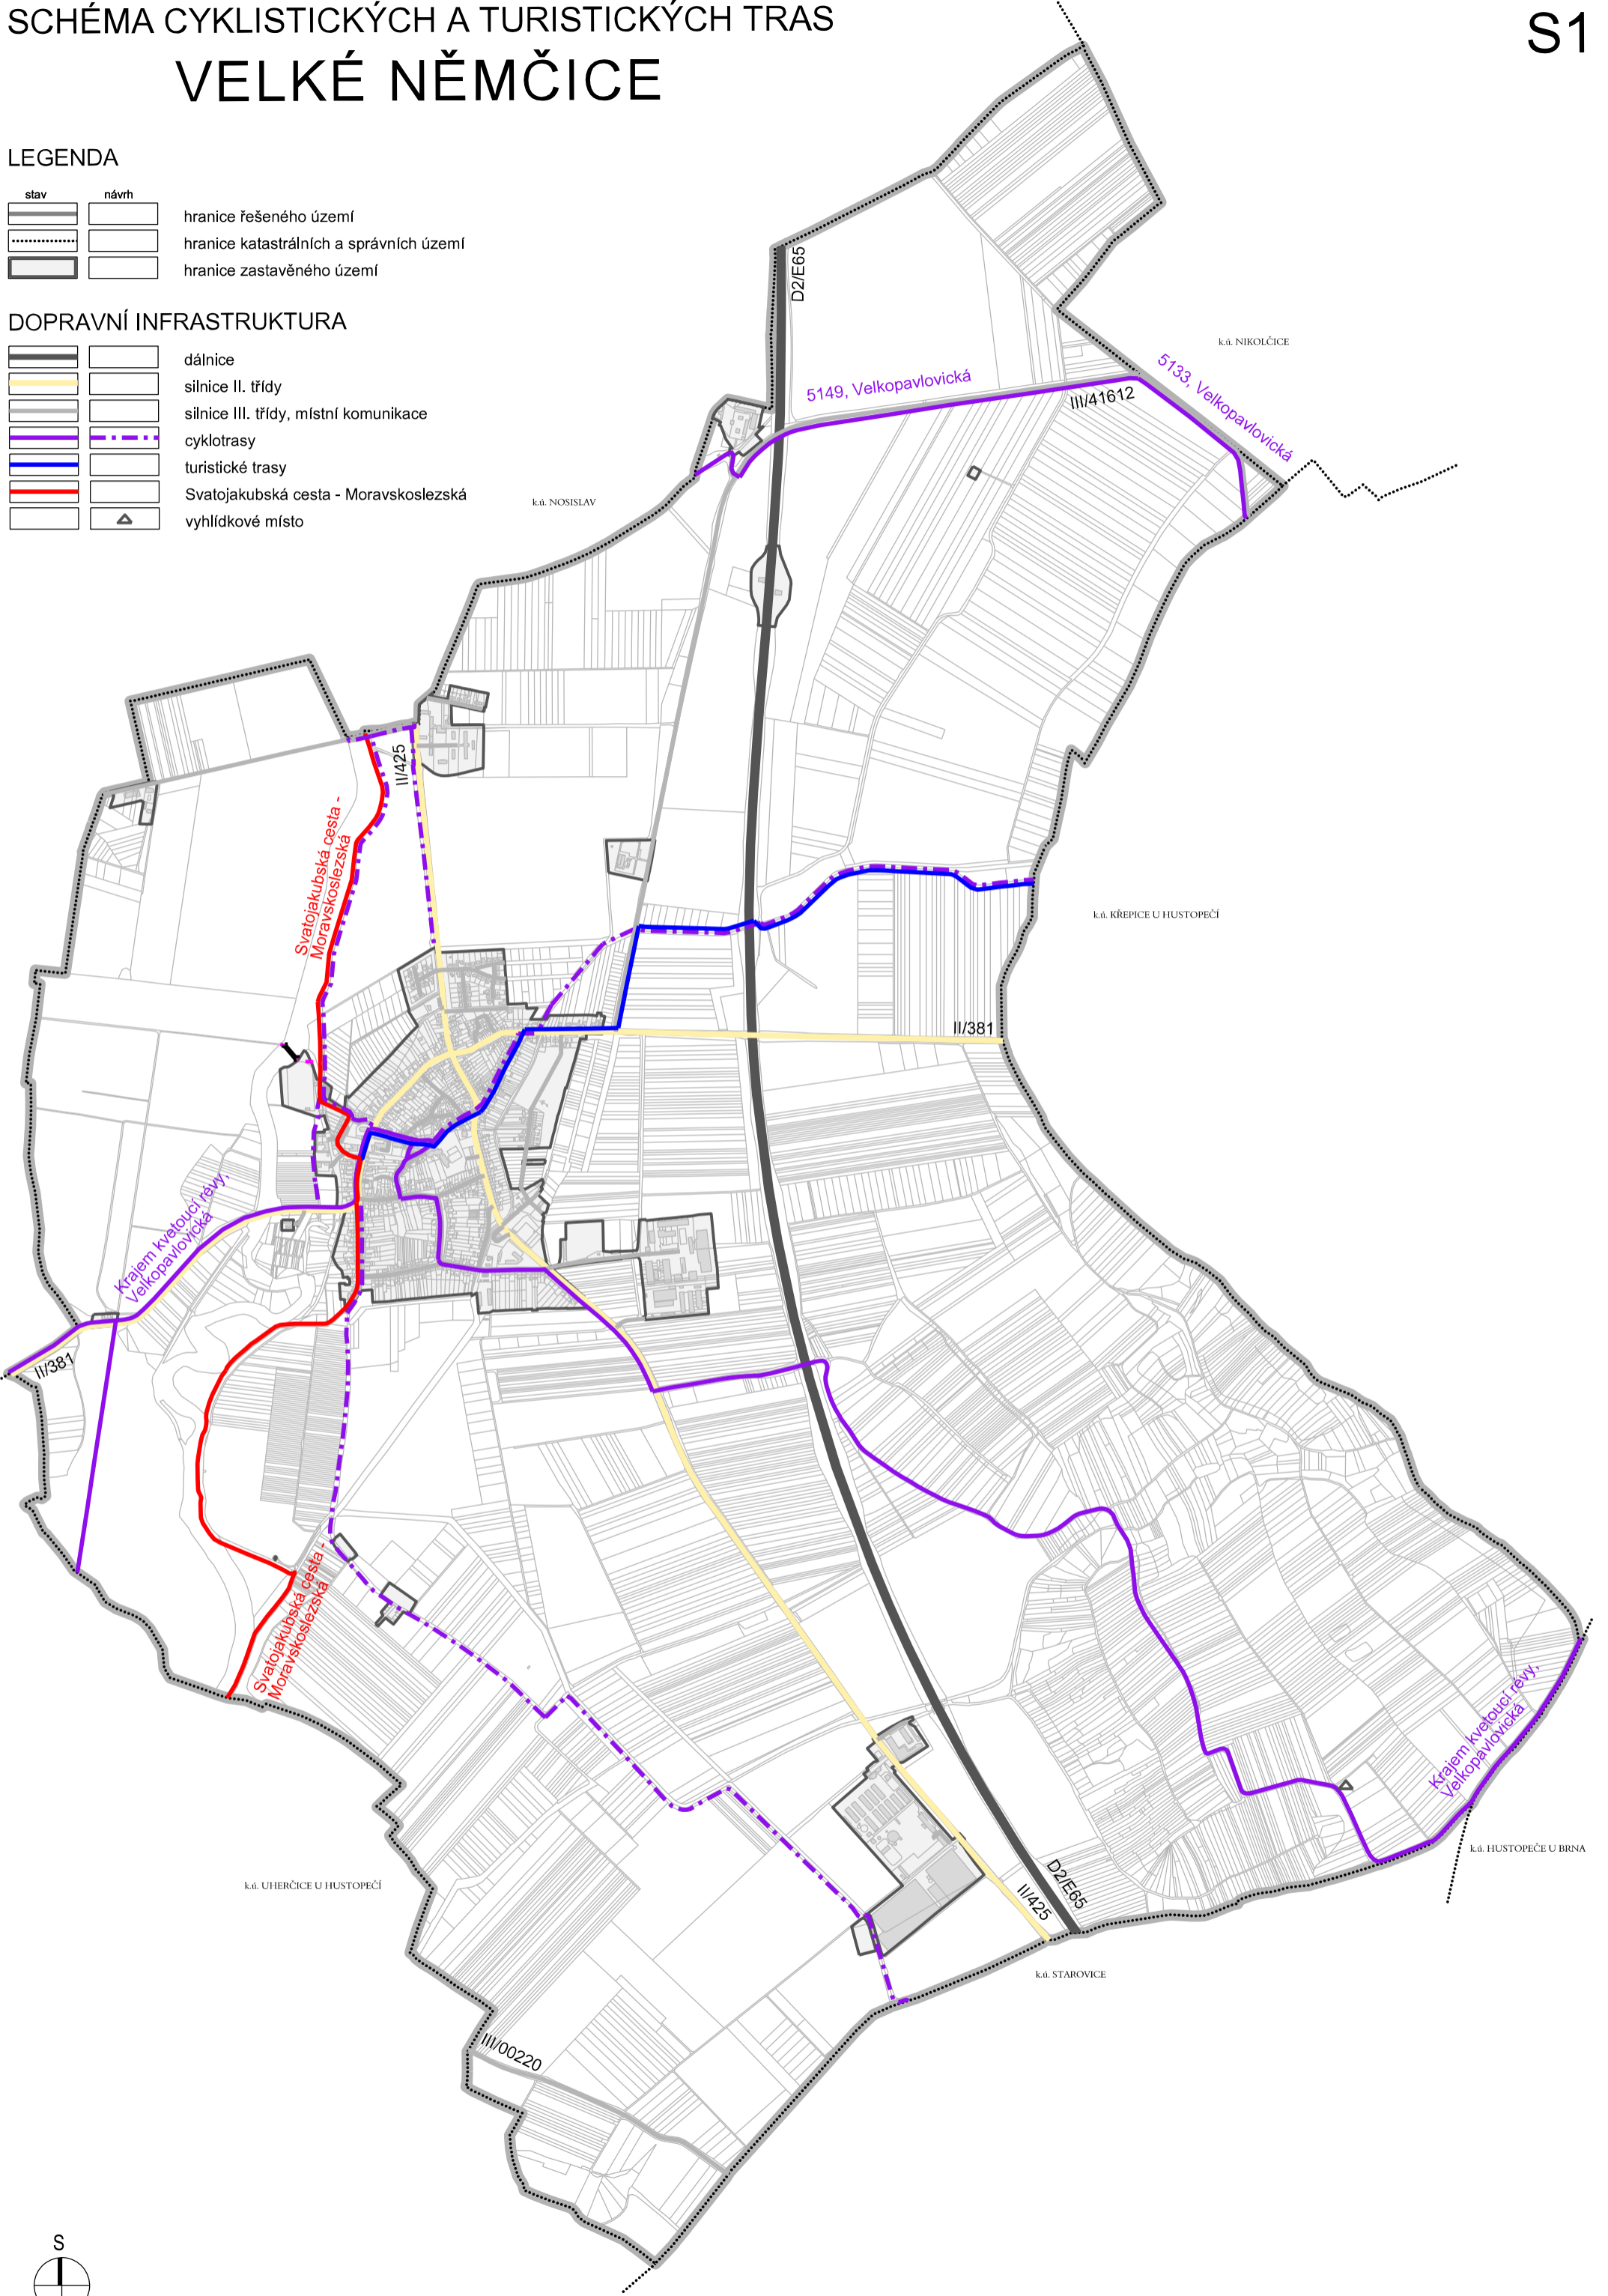 SCHÉMA CYKLISTICKÝCH A TURISTICKÝCH TRAS
S1
VELKÉ NĚMČICE
LEGENDA
stav
návrh
hranice řešeného území
hranice katastrálních a správních území
hranice zastavěného území
DOPRAVNÍ INFRASTRUKTURA
dálnice
silnice II. třídy
silnice III. třídy, místní komunikace
cyklotrasy
turistické trasy
Svatojakubská cesta - Moravskoslezská
vyhlídkové místo
D2/E65
k.ú. NIKOLČICE
5149, Velkopavlovická
5133, Velkopavlovická
III/41612
k.ú. NOSISLAV
II/425
Svatojakubská cesta -
Moravskoslezská
k.ú. KŘEPICE U HUSTOPEČÍ
II/381
Krajem kvetoucí révy,
Velkopavlovická
II/381
Svatojakubská cesta -
Moravskoslezská
Krajem kvetoucí révy,
Velkopavlovická
k.ú. HUSTOPEČE U BRNA
k.ú. UHERČICE U HUSTOPEČÍ
D2/E65
II/425
k.ú. STAROVICE
III/00220
S